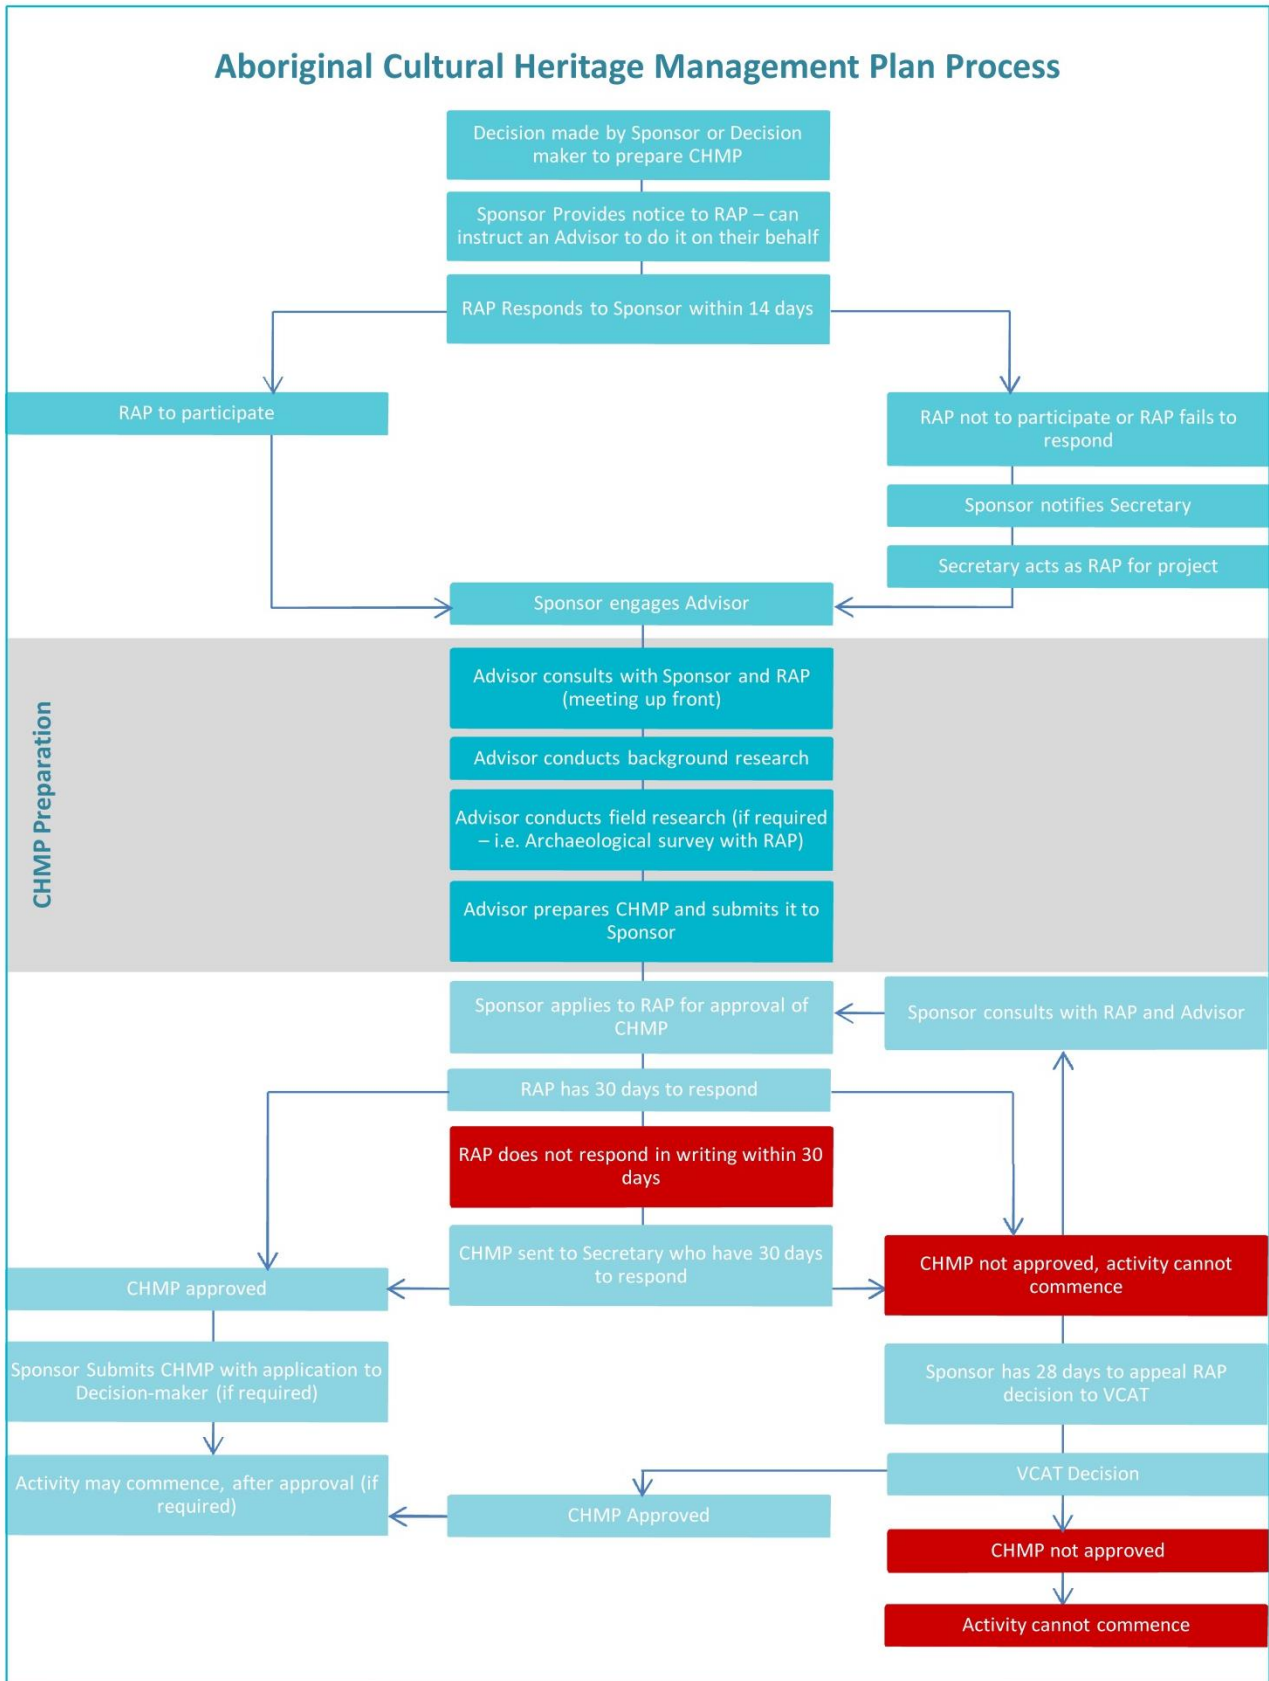 Aboriginal Cultural Heritage Management Plan Process
Decision made by Sponsor or Decision
maker to prepare CHMP
Sponsor Provides notice to RAP – can
instruct an Advisor to do it on their behalf
RAP Responds to Sponsor within 14 days
RAP to participate
RAP not to participate or RAP fails to
respond
Sponsor notifies Secretary
Secretary acts as RAP for project
Sponsor engages Advisor
CHMP Preparation
Advisor consults with Sponsor and RAP
(meeting up front)
Advisor conducts background research
Advisor conducts field research (if required
– i.e. Archaeological survey with RAP)
Advisor prepares CHMP and submits it to
Sponsor
Sponsor applies to RAP for approval of
CHMP
Sponsor consults with RAP and Advisor
RAP has 30 days to respond
RAP does not respond in writing within 30
days
CHMP sent to Secretary who have 30 days
to respond
CHMP approved
CHMP not approved, activity cannot
commence
Sponsor Submits CHMP with application to
Decision-maker (if required)
Sponsor has 28 days to appeal RAP
decision to VCAT
Activity may commence, after approval (if
required)
VCAT Decision
CHMP Approved
CHMP not approved
Activity cannot commence